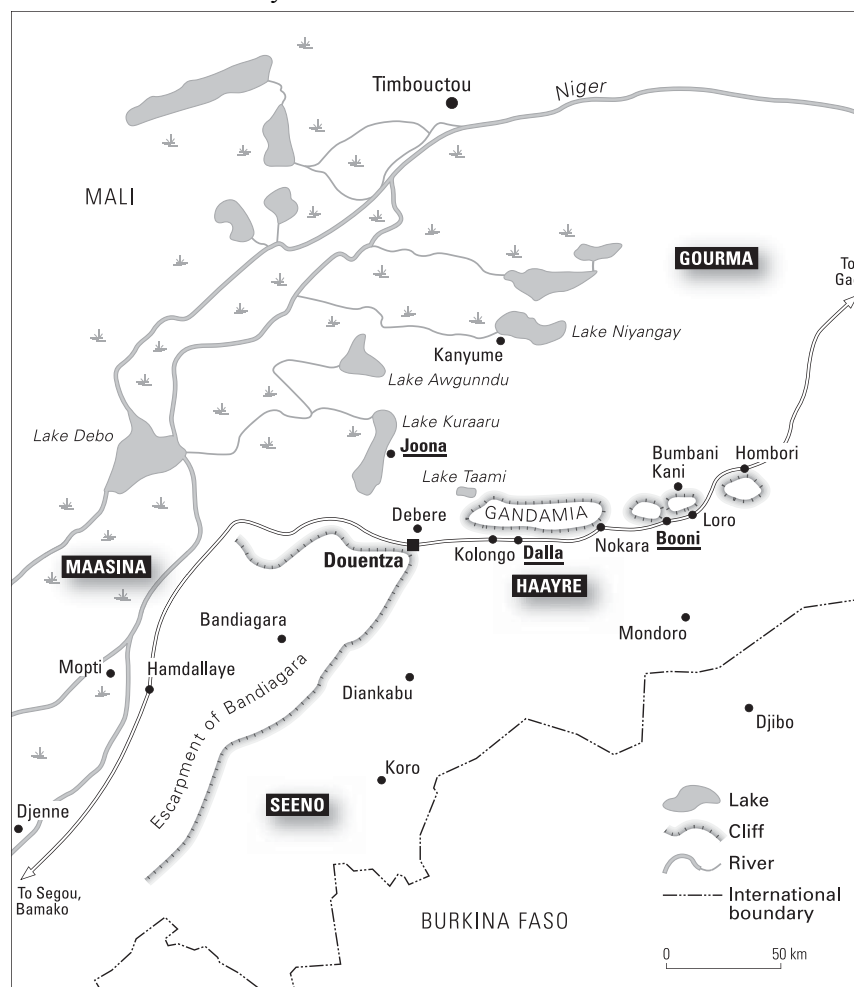 Timbouctou
Niger
MALI
GOURMA
To
Ga
Lake Niyangay
Kanyume
Lake Awgunndu
Lake Debo
Lake Kuraaru
Joona
Bumbani
Kani
Hombori
Lake Taami
Debere
GANDAMIA
Loro
Douentza
Kolongo
Dalla
Nokara
Booni
MAASINA
HAAYRE
Bandiagara
Mondoro
Mopti
Hamdallaye
Diankabu
Escarpment of Bandiagara
Djibo
Koro
SEENO
Djenne
Lake
Cliff
River
To Segou,
Bamako
International
boundary
BURKINA FASO
0 50 km